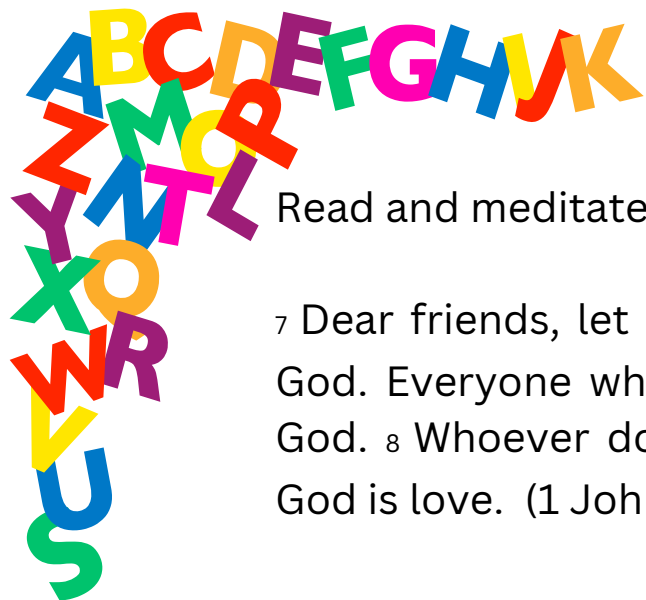 A B C D E F G H I J K
Z M O P
Y N T L
X Q
W R
V
U
S
Read and meditate
7 Dear friends, let
God. Everyone wh
God. 8 Whoever do
God is love. (1 Joh